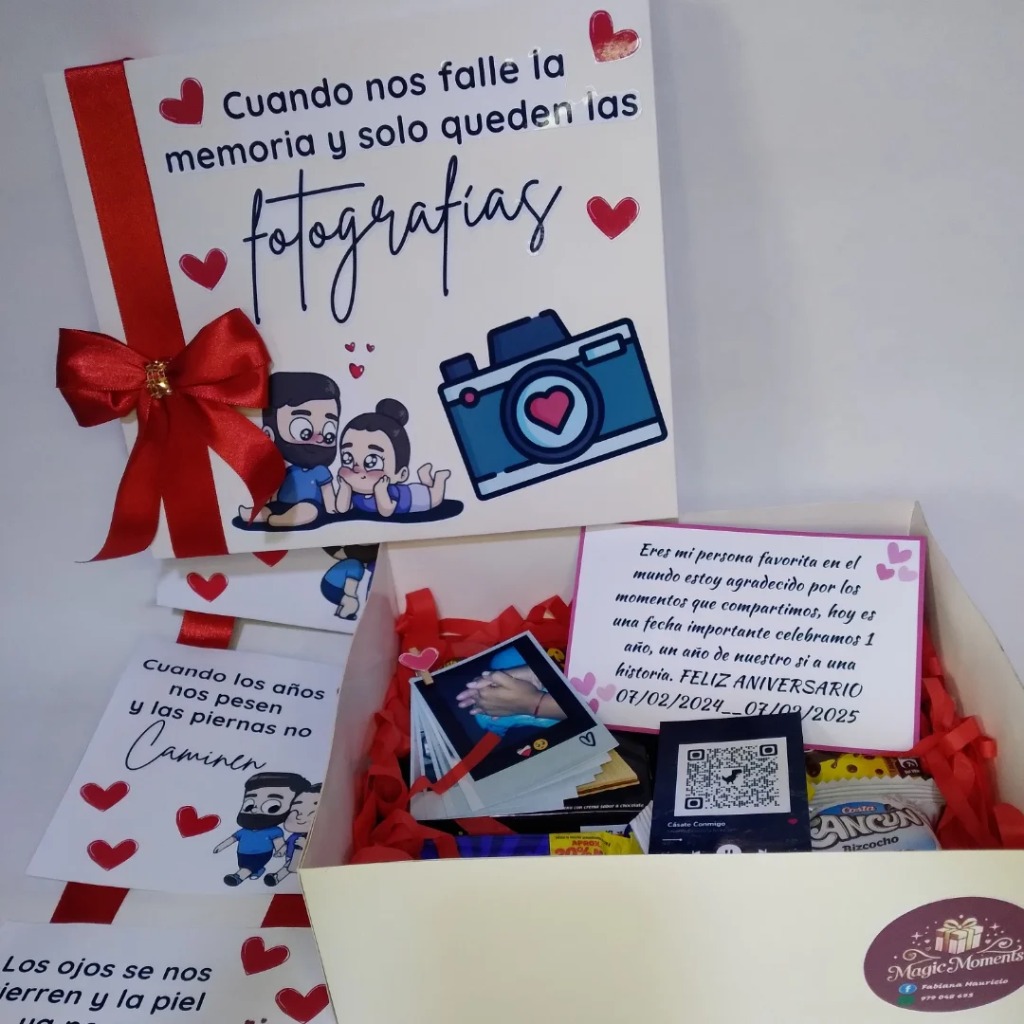 Cuando nos falle la
memoria y solo queden las
fotografías
Eres mi persona favorita en el
mundo estoy agradecido por los
momentos que compartimos, hoy es
una fecha importante celebramos 1
año, un año de nuestro si a una
historia. FELIZ ANIVERSARIO
07/02/2024__07/02/2025
Cuando los años
nos pesen
y las piernas no
Caminen
Cásate Conmigo
Costa
CANCÚN
Bizcocho
Los ojos se nos
ierren y la piel
Magic Moments
Fabiana Mauricio